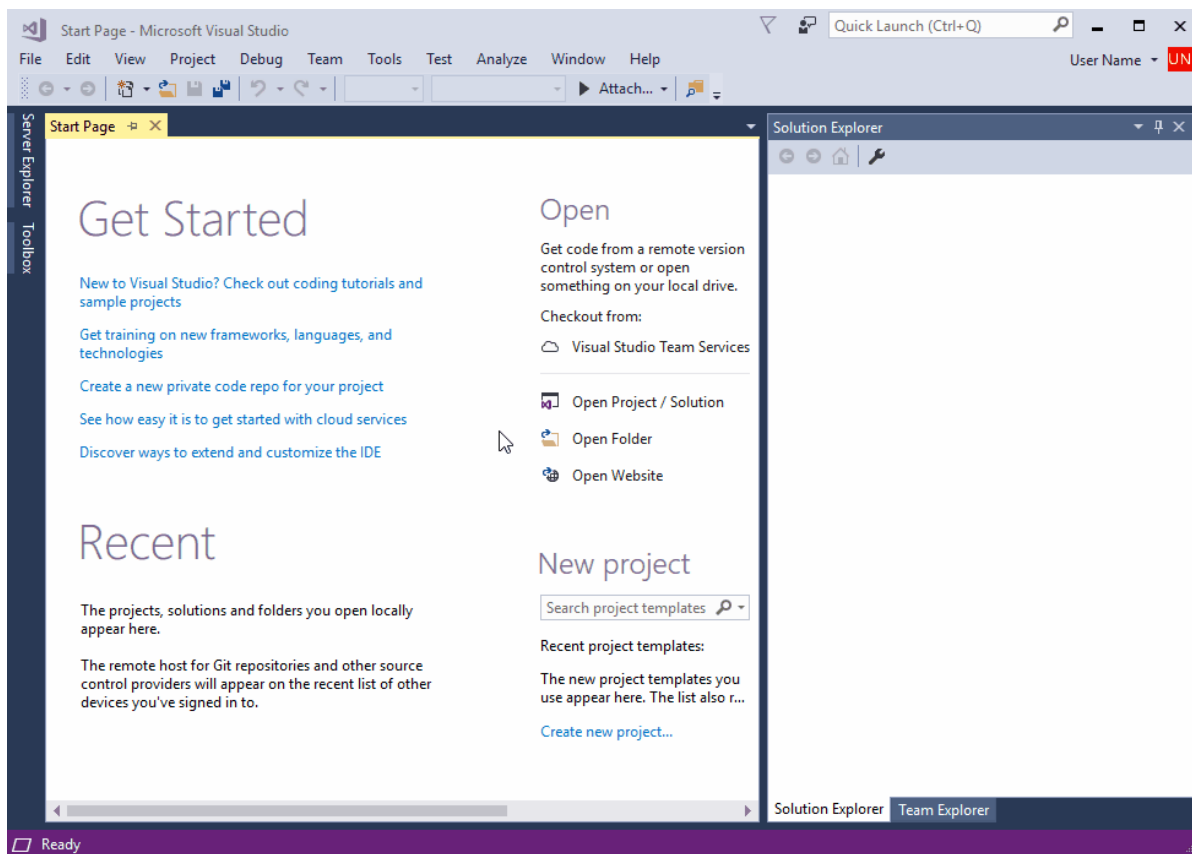 Start Page - Microsoft Visual Studio
Quick Launch (Ctrl+Q)
File Edit View Project Debug Team Tools Test Analyze Window Help
User Name
UN
Attach...
Server Explorer
Toolbox
Start Page
Get Started
New to Visual Studio? Check out coding tutorials and
sample projects
Get training on new frameworks, languages, and
technologies
Create a new private code repo for your project
See how easy it is to get started with cloud services
Discover ways to extend and customize the IDE
Recent
The projects, solutions and folders you open locally
appear here.
The remote host for Git repositories and other source
control providers will appear on the recent list of other
devices you've signed in to.
Open
Get code from a remote version
control system or open
something on your local drive.
Checkout from:
Visual Studio Team Services
Open Project / Solution
Open Folder
Open Website
New project
Search project templates
Recent project templates:
The new project templates you
use appear here. The list also r...
Create new project...
Solution Explorer
Solution Explorer
Team Explorer
Ready